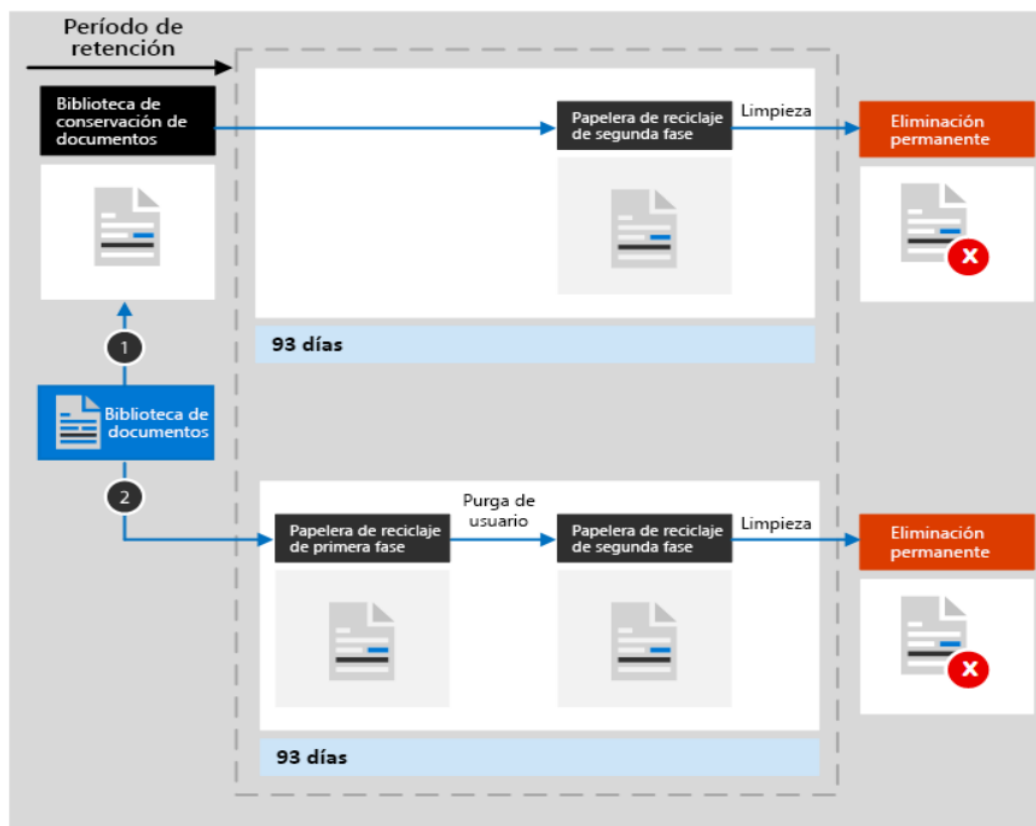 Período de
retención
Biblioteca de
conservación de
documentos
Papelera de reciclaje
de segunda fase
Limpieza
Eliminación
permanente
93 días
1
Biblioteca de
documentos
2
Papelera de reciclaje
de primera fase
Purga de
usuario
Papelera de reciclaje
de segunda fase
Limpieza
Eliminación
permanente
93 días